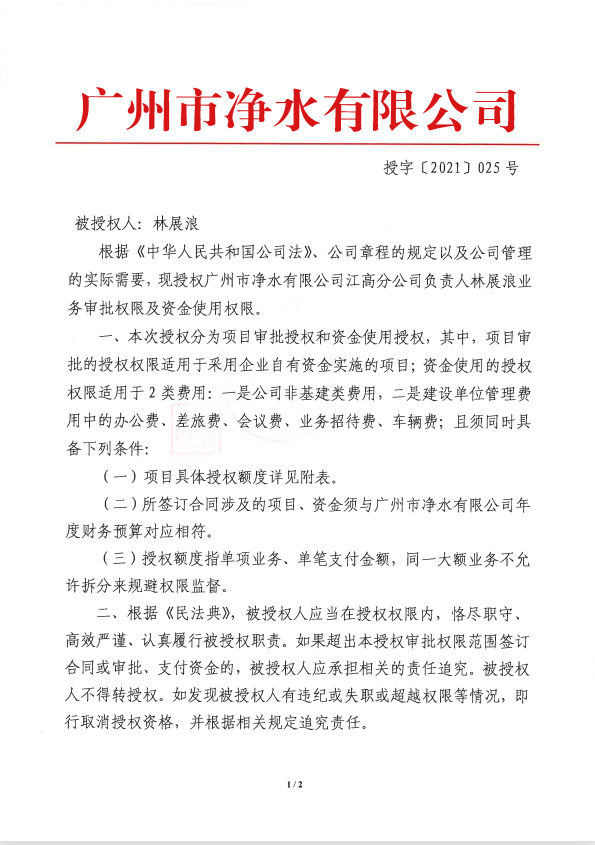 广州市净水有限公司
授字〔2021〕025 号
被授权人：林展浪
根据《中华人民共和国公司法》、公司章程的规定以及公司管理
的实际需要，现授权广州市净水有限公司江高分公司负责人林展浪业
务审批权限及资金使用权限。
一、本次授权分为项目审批授权和资金使用授权，其中，项目审
批的授权权限适用于采用企业自有资金实施的项目；资金使用的授权
权限适用于 2 类费用：一是公司非基建类费用，二是建设单位管理费
用中的办公费、差旅费、会议费、业务招待费、车辆费；且须同时具
备下列条件：
（一）项目具体授权额度详见附表。
（二）所签订合同涉及的项目、资金须与广州市净水有限公司年
度财务预算对应相符。
（三）授权额度指单项业务、单笔支付金额，同一大额业务不允
许拆分来规避权限监督。
二、根据《民法典》，被授权人应当在授权权限内，恪尽职守、
高效严谨、认真履行被授权职责。如果超出本授权审批权限范围签订
合同或审批、支付资金的，被授权人应承担相关的责任追究。被授权
人不得转授权。如发现被授权人有违纪或失职或超越权限等情况，即
行取消授权资格，并根据相关规定追究责任。
1 / 2